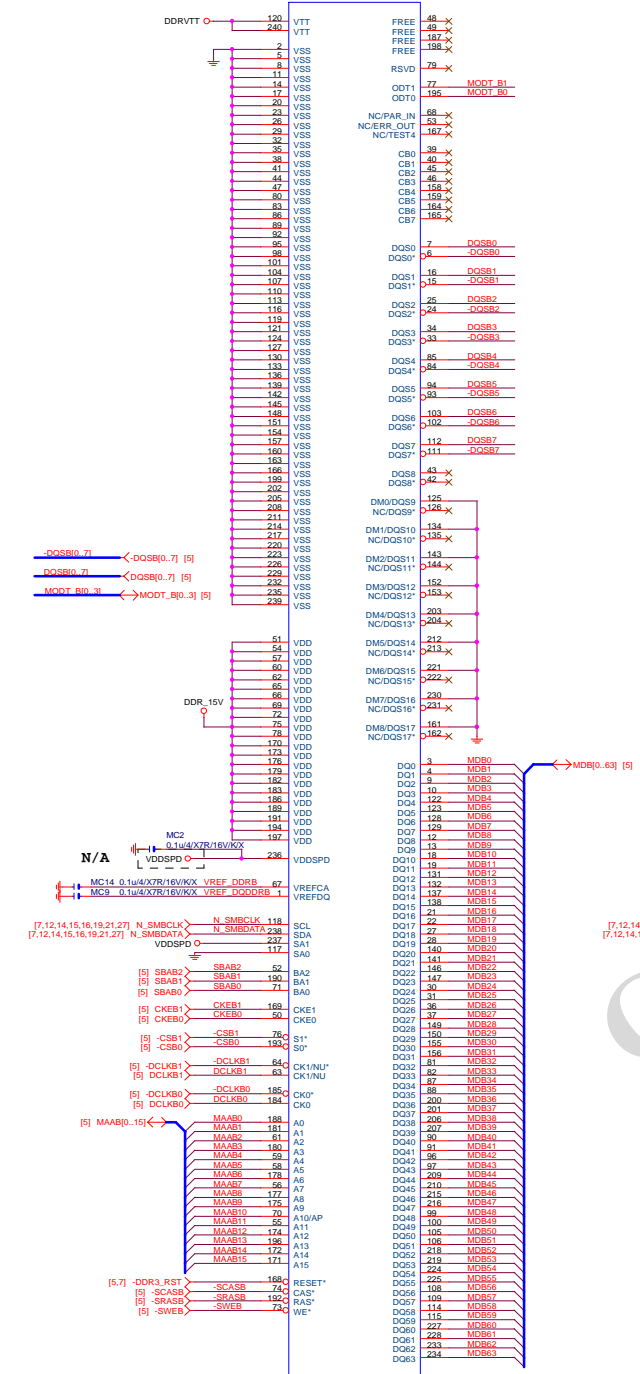 DDRVTT 120 VTT
240 VTT
2 VSS
5 VSS
8 VSS
11 VSS
14 VSS
17 VSS
20 VSS
23 VSS
26 VSS
29 VSS
32 VSS
35 VSS
38 VSS
41 VSS
44 VSS
47 VSS
80 VSS
83 VSS
86 VSS
89 VSS
92 VSS
95 VSS
98 VSS
101 VSS
104 VSS
107 VSS
110 VSS
113 VSS
116 VSS
119 VSS
121 VSS
124 VSS
127 VSS
130 VSS
133 VSS
136 VSS
139 VSS
142 VSS
145 VSS
148 VSS
151 VSS
154 VSS
157 VSS
160 VSS
163 VSS
166 VSS
199 VSS
202 VSS
205 VSS
208 VSS
211 VSS
214 VSS
217 VSS
220 VSS
223 VSS
226 VSS
229 VSS
232 VSS
235 VSS
239 VSS
-DQSB[0..7] -DQSB[0..7] [5]
DQSB[0..7] DQSB[0..7] [5]
MODT_B[0..3] MODT_B[0..3] [5]
51 VDD
54 VDD
57 VDD
60 VDD
62 VDD
65 VDD
66 VDD
DDR_15V
69 VDD
72 VDD
75 VDD
78 VDD
170 VDD
173 VDD
176 VDD
179 VDD
182 VDD
183 VDD
186 VDD
189 VDD
191 VDD
194 VDD
197 VDD
MC2
0.1u/4/X7R/16V/K/X
N/A
VDDSPD 236 VDDSPD
MC14 0.1u/4/X7R/16V/K/X VREF_DDRB 67 VREFCA
MC9 0.1u/4/X7R/16V/K/X VREF_DQDDRB 1 VREFDQ
[7,12,14,15,16,19,21,27] N_SMBCLK N_SMBCLK 118 SCL
[7,12,14,15,16,19,21,27] N_SMBDATA N_SMBDATA 238 SDA
VDDSPD 237 SA1
117 SA0
[5] SBAB2 SBAB2 52 BA2
[5] SBAB1 SBAB1 190 BA1
[5] SBAB0 SBAB0 71 BA0
[5] CKEB1 CKEB1 169 CKE1
[5] CKEB0 CKEB0 50 CKE0
[5] -CSB1 -CSB1 76 S1*
[5] -CSB0 -CSB0 193 S0*
[5] -DCLKB1 -DCLKB1 64 CK1/NU*
[5] DCLKB1 DCLKB1 63 CK1/NU
[5] -DCLKB0 -DCLKB0 185 CK0*
[5] DCLKB0 DCLKB0 184 CK0
[5] MAAB[0..15]
MAAB0 188 A0
MAAB1 181 A1
MAAB2 61 A2
MAAB3 180 A3
MAAB4 59 A4
MAAB5 58 A5
MAAB6 178 A6
MAAB7 56 A7
MAAB8 177 A8
MAAB9 175 A9
MAAB10 70 A10/AP
MAAB11 55 A11
MAAB12 174 A12
MAAB13 196 A13
MAAB14 172 A14
MAAB15 171 A15
[5,7] -DDR3_RST 168 RESET*
[5] -SCASB -SCASB 74 CAS*
[5] -SRASB -SRASB 192 RAS*
[5] -SWEB -SWEB 73 WE*
FREE 48
FREE 49
FREE 187
FREE 198
RSVD 79
ODT1 77 MODT_B1
ODT0 195 MODT_B0
NC/PAR_IN 68
NC/ERR_OUT 53
NC/TEST4 167
CB0 39
CB1 40
CB2 45
CB3 46
CB4 158
CB5 159
CB6 164
CB7 165
DQS0 7 DQSB0
DQS0* 6 -DQSB0
DQS1 16 DQSB1
DQS1* 15 -DQSB1
DQS2 25 DQSB2
DQS2* 24 -DQSB2
DQS3 34 DQSB3
DQS3* 33 -DQSB3
DQS4 85 DQSB4
DQS4* 84 -DQSB4
DQS5 94 DQSB5
DQS5* 93 -DQSB5
DQS6 103 DQSB6
DQS6* 102 -DQSB6
DQS7 112 DQSB7
DQS7* 111 -DQSB7
DQS8 43
DQS8* 42
DM0/DQS9 125
NC/DQS9* 126
DM1/DQS10 134
NC/DQS10* 135
DM2/DQS11 143
NC/DQS11* 144
DM3/DQS12 152
NC/DQS12* 153
DM4/DQS13 203
NC/DQS13* 204
DM5/DQS14 212
NC/DQS14* 213
DM6/DQS15 221
NC/DQS15* 222
DM7/DQS16 230
NC/DQS16* 231
DM8/DQS17 161
NC/DQS17* 162
DQ0 3 MDB0 MDB[0..63] [5]
DQ1 4 MDB1
DQ2 9 MDB2
DQ3 10 MDB3
DQ4 122 MDB4
DQ5 123 MDB5
DQ6 128 MDB6
DQ7 129 MDB7
DQ8 12 MDB8
DQ9 13 MDB9
DQ10 18 MDB10
DQ11 19 MDB11
DQ12 131 MDB12
DQ13 132 MDB13
DQ14 137 MDB14
DQ15 138 MDB15
DQ16 21 MDB16
DQ17 22 MDB17
DQ18 27 MDB18
DQ19 28 MDB19
DQ20 140 MDB20
DQ21 141 MDB21
DQ22 146 MDB22
DQ23 147 MDB23
DQ24 30 MDB24
DQ25 31 MDB25
DQ26 36 MDB26
DQ27 37 MDB27
DQ28 149 MDB28
DQ29 150 MDB29
DQ30 155 MDB30
DQ31 156 MDB31
DQ32 81 MDB32
DQ33 82 MDB33
DQ34 87 MDB34
DQ35 88 MDB35
DQ36 200 MDB36
DQ37 201 MDB37
DQ38 206 MDB38
DQ39 207 MDB39
DQ40 90 MDB40
DQ41 91 MDB41
DQ42 96 MDB42
DQ43 97 MDB43
DQ44 209 MDB44
DQ45 210 MDB45
DQ46 215 MDB46
DQ47 216 MDB47
DQ48 99 MDB48
DQ49 100 MDB49
DQ50 105 MDB50
DQ51 106 MDB51
DQ52 218 MDB52
DQ53 219 MDB53
DQ54 224 MDB54
DQ55 225 MDB55
DQ56 108 MDB56
DQ57 109 MDB57
DQ58 114 MDB58
DQ59 115 MDB59
DQ60 227 MDB60
DQ61 228 MDB61
DQ62 233 MDB62
DQ63 234 MDB63
[7,12,14
[7,12,14,1